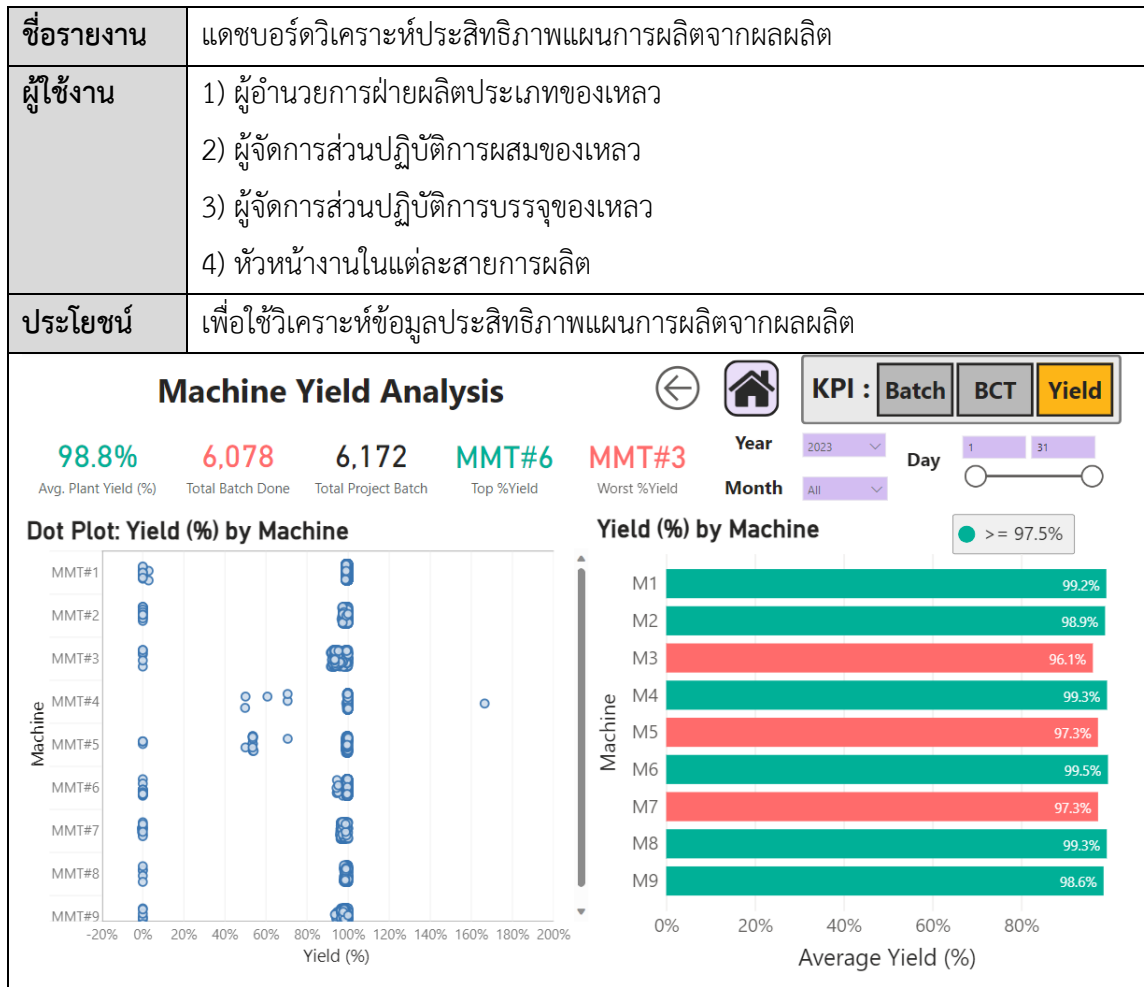 ชื่อรายงาน แดชบอร์ดวิเคราะห์ประสิทธิภาพแผนการผลิตจากผลผลิต
ผู้ใช้งาน 1) ผู้อำนวยการฝ่ายผลิตประเภทของเหลว
2) ผู้จัดการส่วนปฏิบัติการผสมของเหลว
3) ผู้จัดการส่วนปฏิบัติการบรรจุของเหลว
4) หัวหน้างานในแต่ละสายการผลิต
ประโยชน์ เพื่อใช้วิเคราะห์ข้อมูลประสิทธิภาพแผนการผลิตจากผลผลิต
Machine Yield Analysis
KPI : Batch BCT Yield
98.8% 6,078 6,172 MMT#6 MMT#3
Avg. Plant Yield (%) Total Batch Done Total Project Batch Top %Yield Worst %Yield
Year 2023 Day 1 31
Month All
Dot Plot: Yield (%) by Machine
Machine
MMT#1
MMT#2
MMT#3
MMT#4
MMT#5
MMT#6
MMT#7
MMT#8
MMT#9
-20% 0% 20% 40% 60% 80% 100% 120% 140% 160% 180% 200%
Yield (%)
Yield (%) by Machine
>= 97.5%
Machine
M1 99.2%
M2 98.9%
M3 96.1%
M4 99.3%
M5 97.3%
M6 99.5%
M7 97.3%
M8 99.3%
M9 98.6%
0% 20% 40% 60% 80%
Average Yield (%)